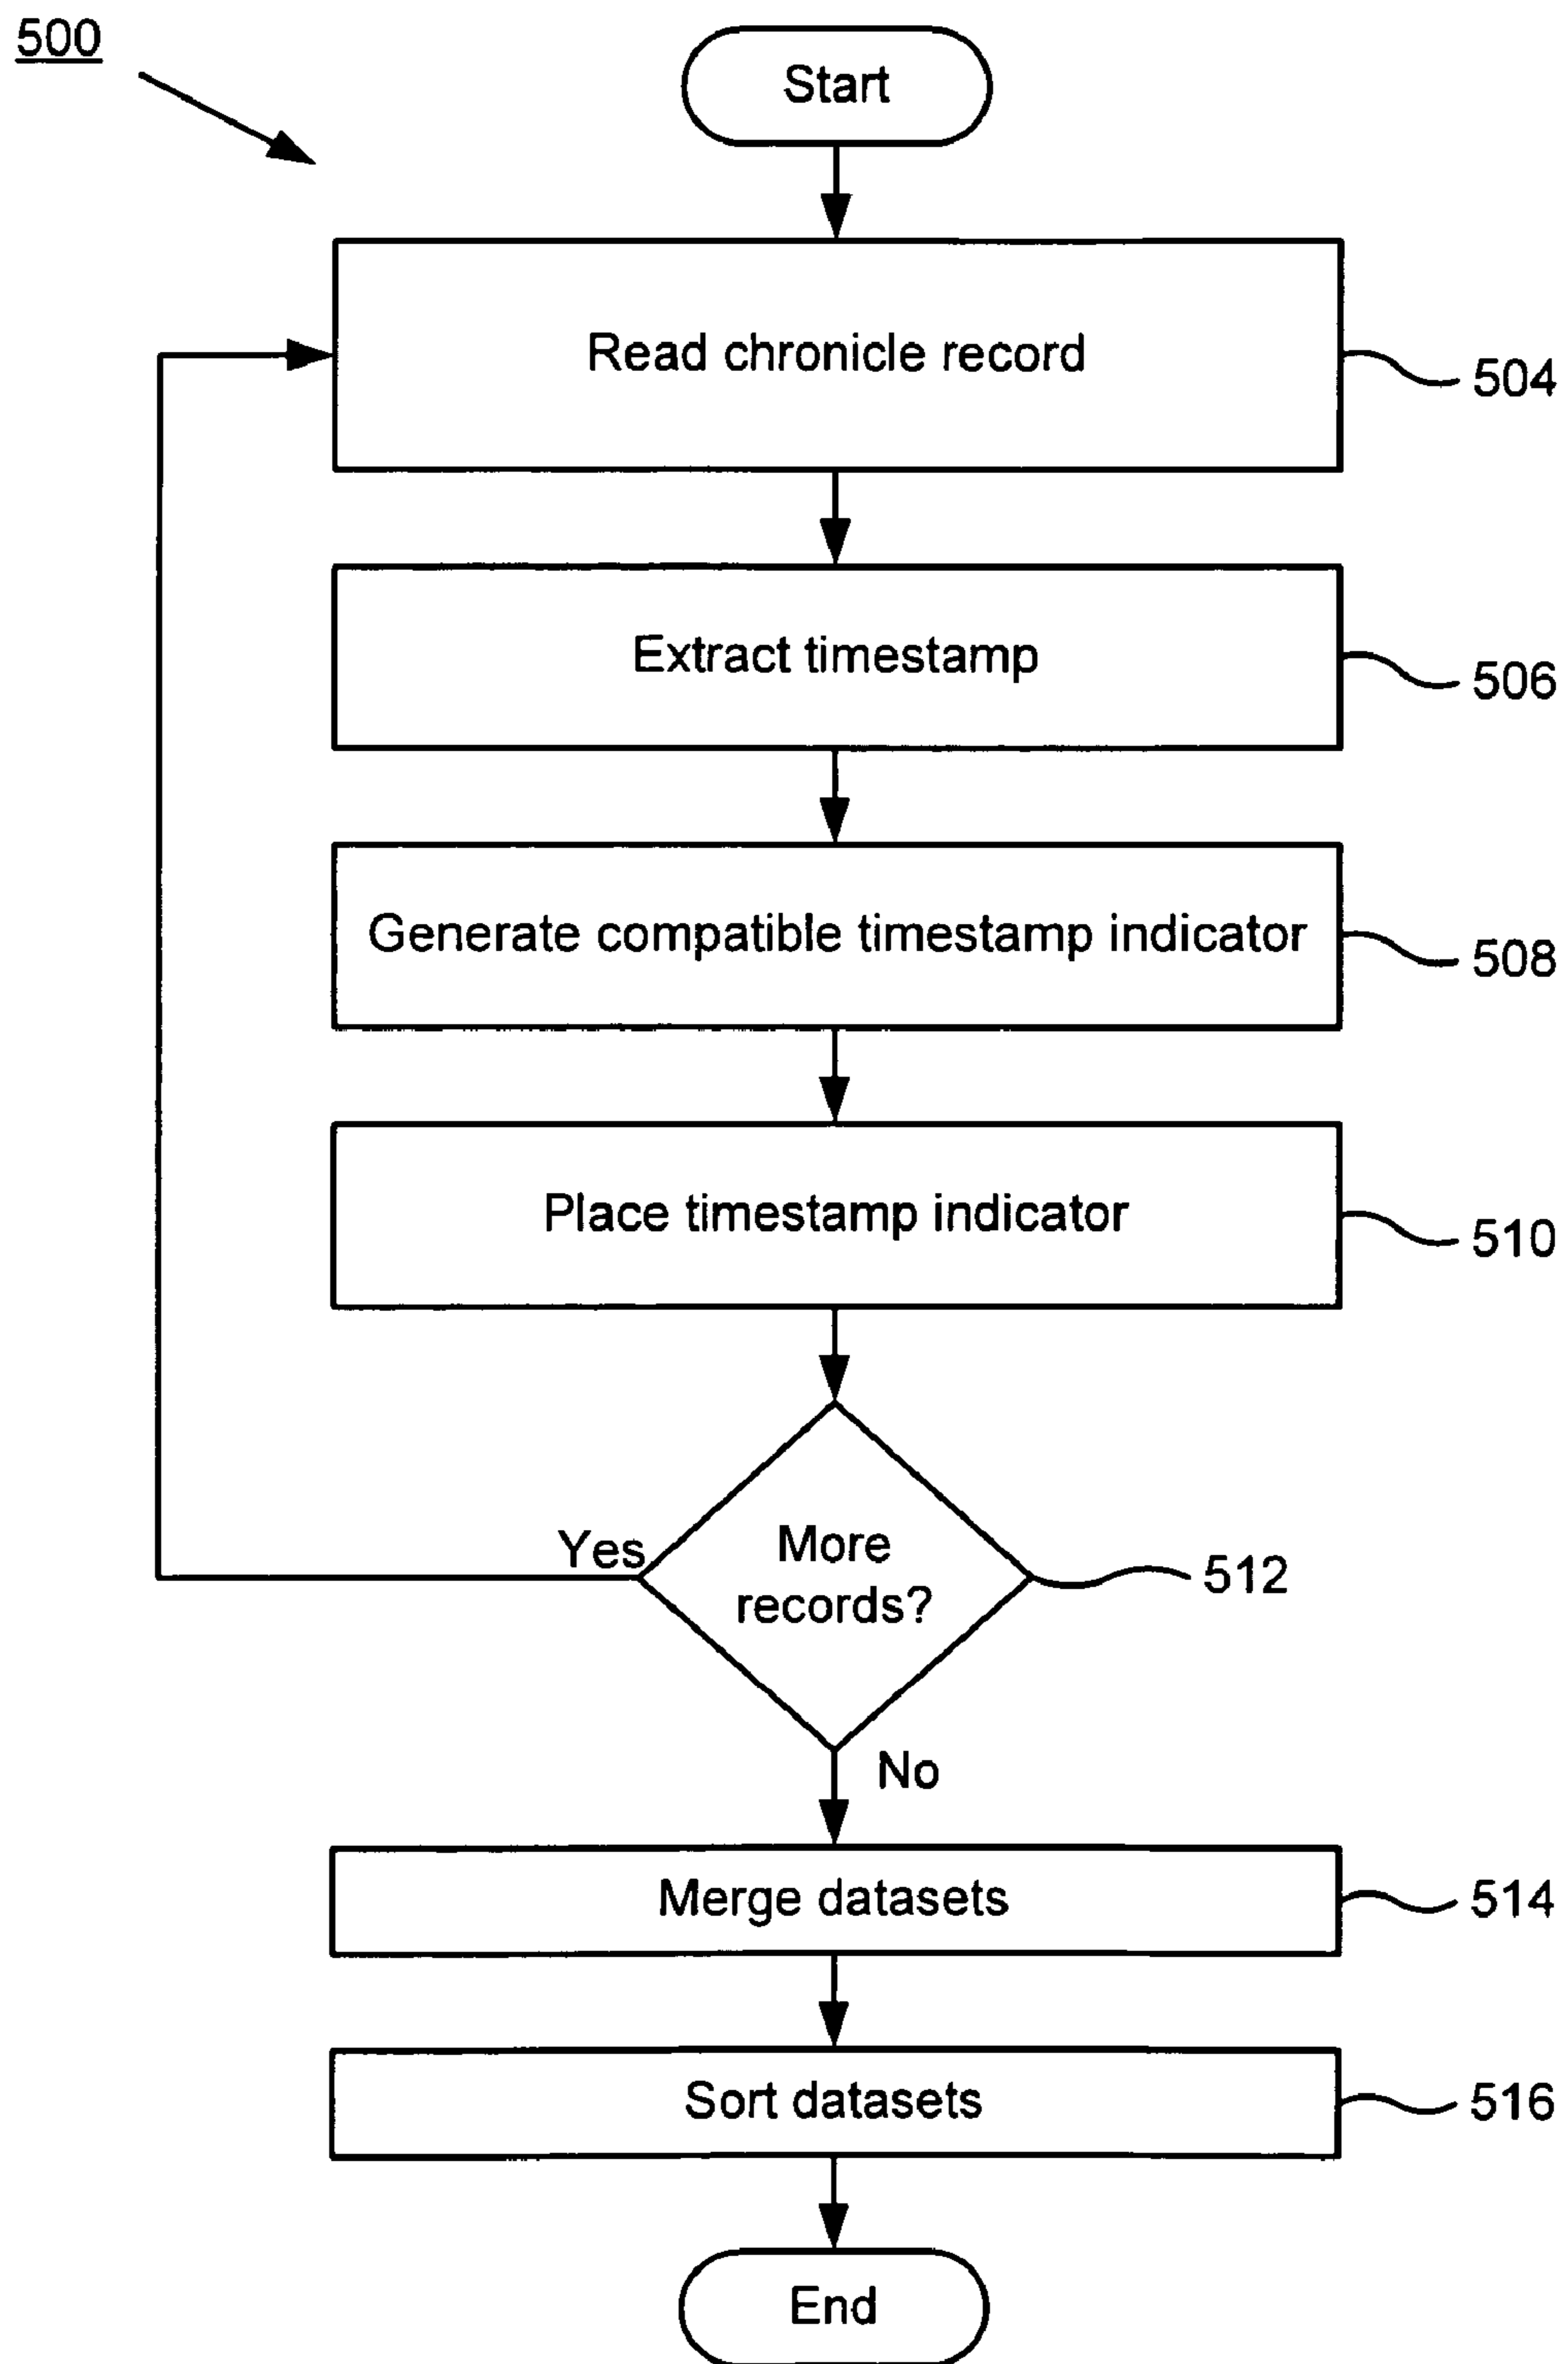 500
Start
Read chronicle record
504
Extract timestamp
506
Generate compatible timestamp indicator
508
Place timestamp indicator
510
More
records?
Yes
512
No
Merge datasets
514
Sort datasets
516
End